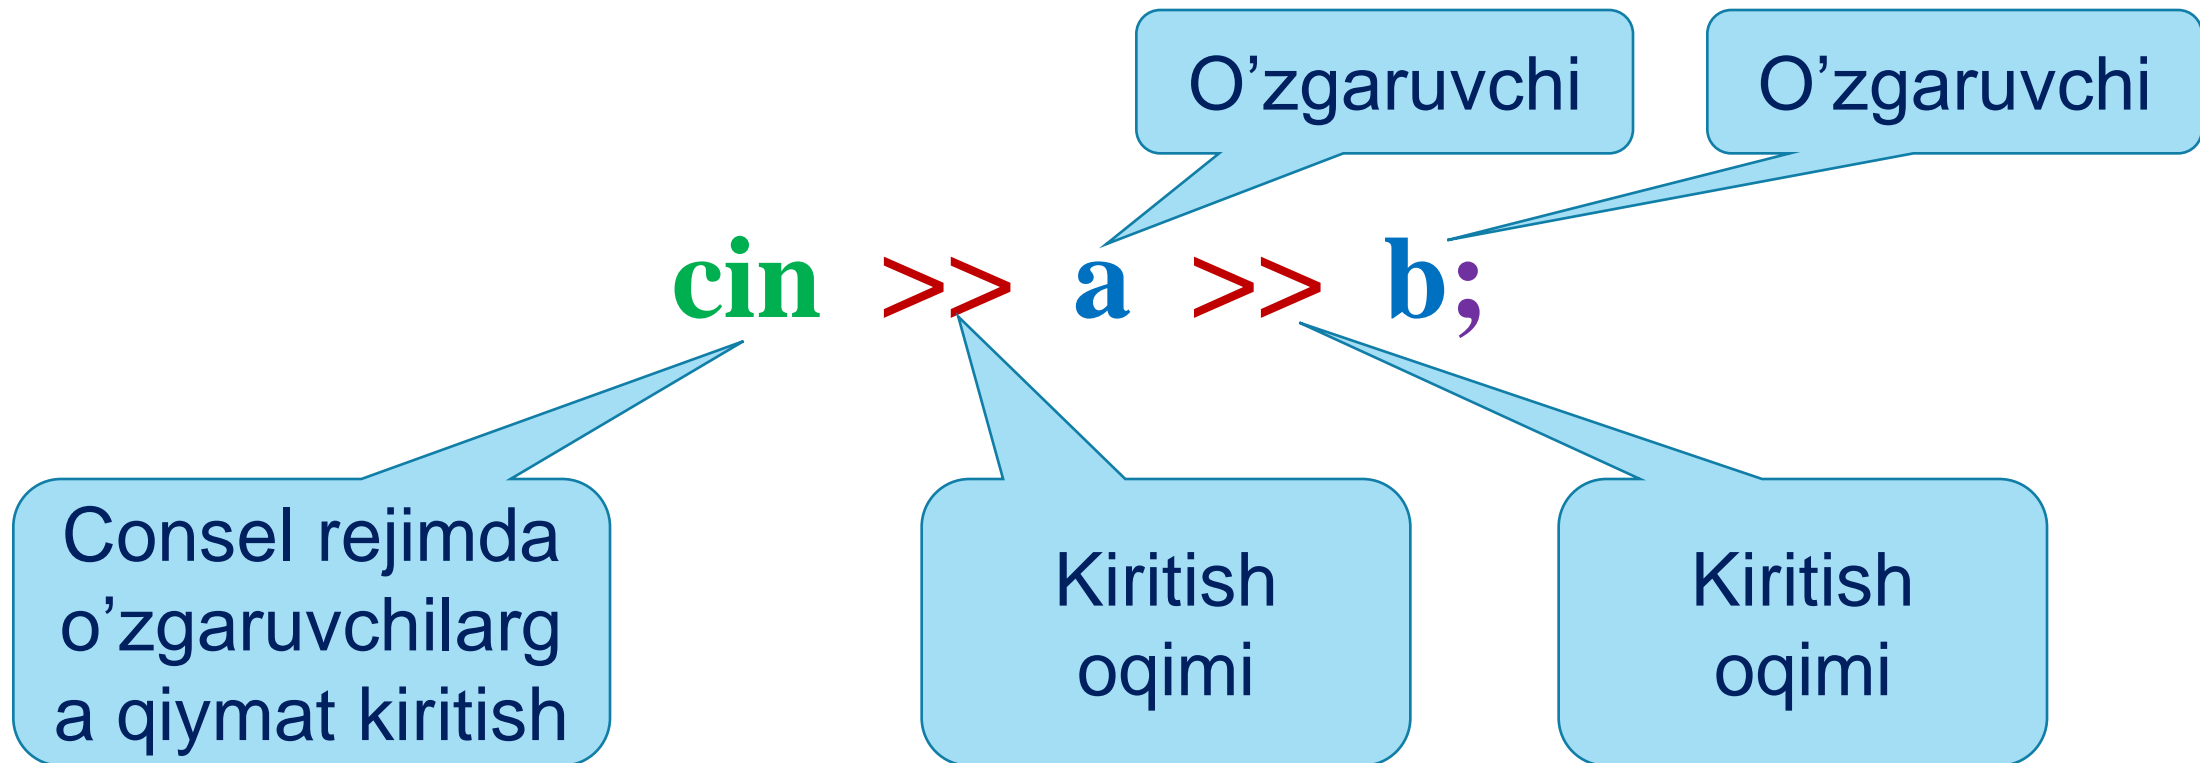 O’zgaruvchi
O’zgaruvchi
cin >> a >> b;
Consel rejimda
o’zgaruvchilarg
a qiymat kiritish
Kiritish
oqimi
Kiritish
oqimi